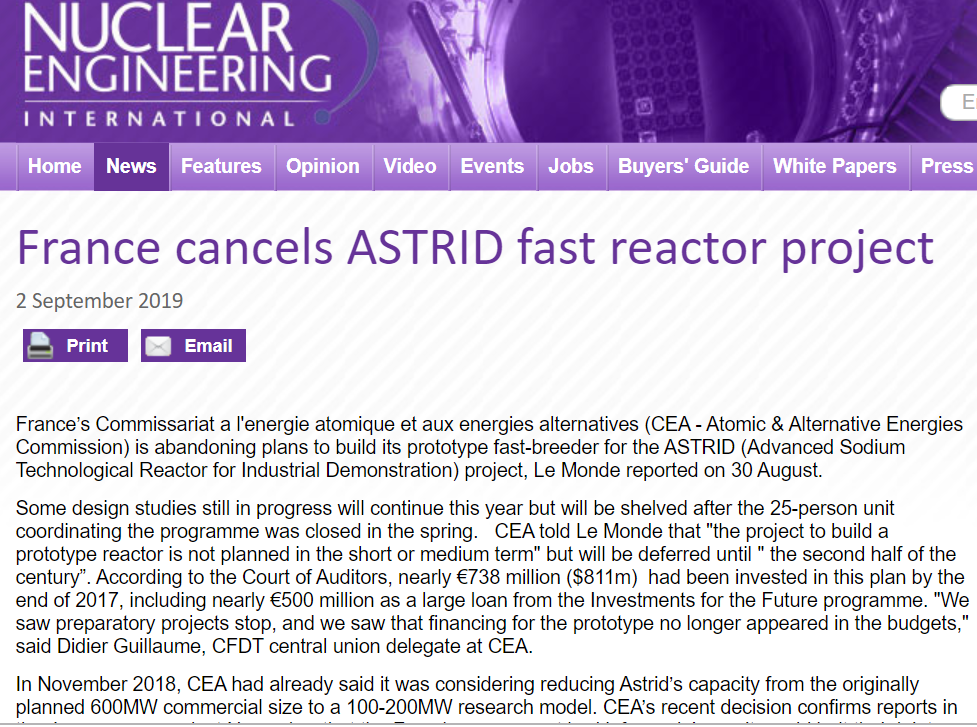 NUCLEAR
ENGINEERING
INTERNATIONAL
Home News Features Opinion Video Events Jobs Buyers' Guide White Papers Press
France cancels ASTRID fast reactor project
2 September 2019
Print Email
France’s Commissariat a l'energie atomique et aux energies alternatives (CEA - Atomic & Alternative Energies
Commission) is abandoning plans to build its prototype fast-breeder for the ASTRID (Advanced Sodium
Technological Reactor for Industrial Demonstration) project, Le Monde reported on 30 August.
Some design studies still in progress will continue this year but will be shelved after the 25-person unit
coordinating the programme was closed in the spring.   CEA told Le Monde that "the project to build a
prototype reactor is not planned in the short or medium term" but will be deferred until " the second half of the
century”. According to the Court of Auditors, nearly €738 million ($811m)  had been invested in this plan by the
end of 2017, including nearly €500 million as a large loan from the Investments for the Future programme. "We
saw preparatory projects stop, and we saw that financing for the prototype no longer appeared in the budgets,"
said Didier Guillaume, CFDT central union delegate at CEA.
In November 2018, CEA had already said it was considering reducing Astrid’s capacity from the originally
planned 600MW commercial size to a 100-200MW research model. CEA’s recent decision confirms reports in